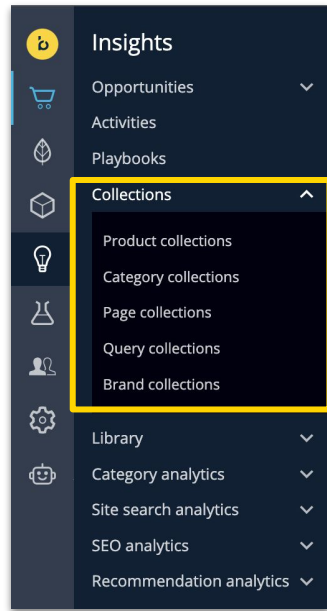 Insights
Opportunities
Activities
Playbooks
Collections
Product collections
Category collections
Page collections
Query collections
Brand collections
Library
Category analytics
Site search analytics
SEO analytics
Recommendation analytics